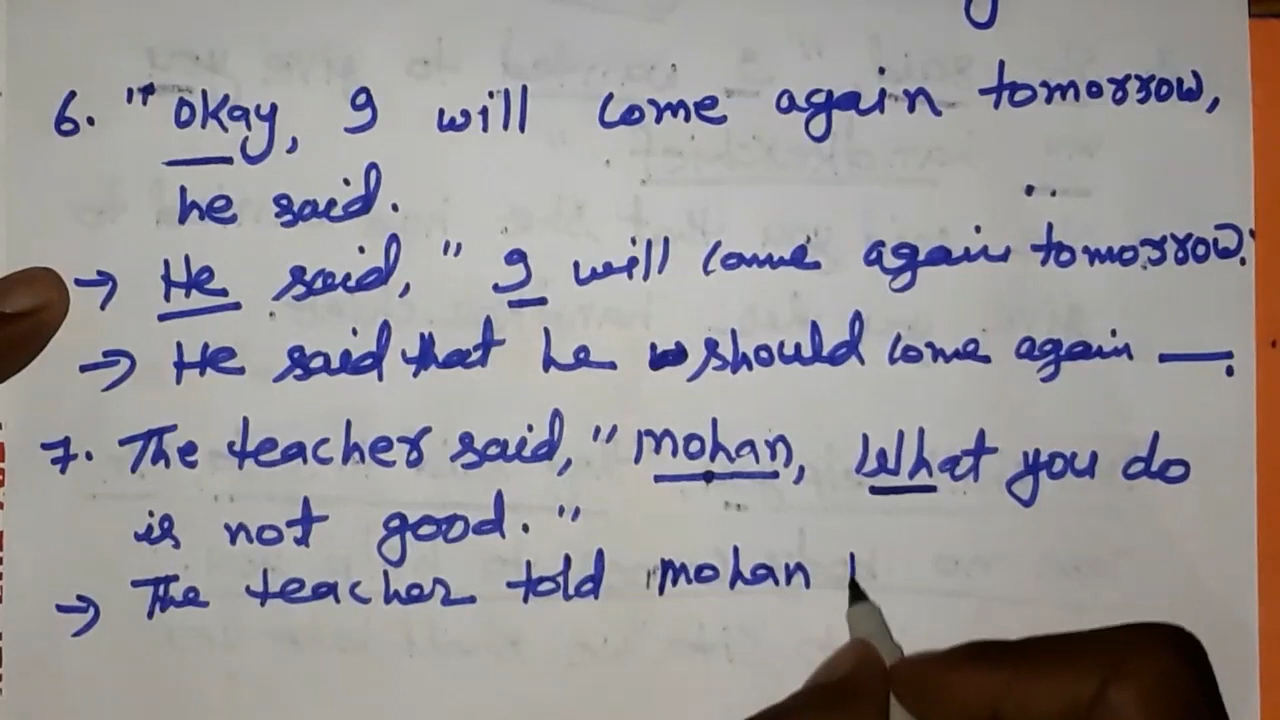 6. "okay, I will come again tomorrow,
he said.
→ He said, "I will come again tomorrow.
→ He said that he should come again —.
7. The teacher said, "Mohan, What you do
is not good."
→ The teacher told mohan